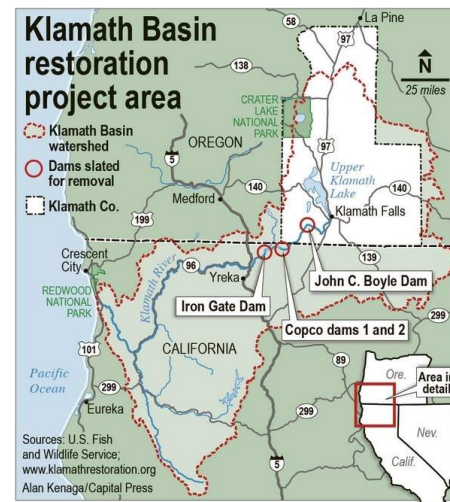 Klamath Basin
restoration
project area
Klamath Basin
watershed
Dams slated
for removal
Klamath Co.
La Pine
58
97
N
25 miles
138
CRATER
LAKE
NATIONAL
PARK
OREGON
97
5
Upper
Klamath
Lake
140
140
Medford
Klamath Falls
199
Crescent
City
96
139
Yreka
John C. Boyle Dam
REDWOOD
NATIONAL
PARK
Klamath River
Iron Gate Dam
299
Copco dams 1 and 2
CALIFORNIA
101
89
Pacific
Ocean
Ore.
Area in
detail
299
299
Eureka
Nev.
Calif.
5
Sources: U.S. Fish
and Wildlife Service;
www.klamathrestoration.org
Alan Kenaga/Capital Press